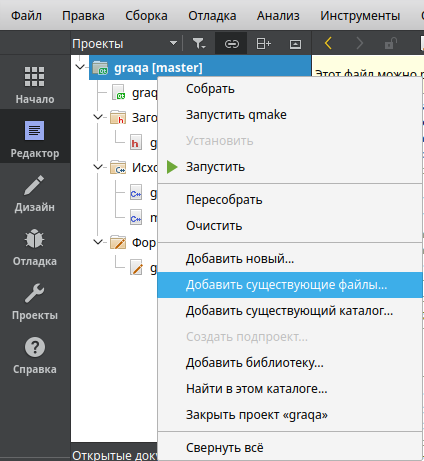 Файл Правка Сборка Отладка Анализ Инструменты
Проекты
Начало
Редактор
Дизайн
Отладка
Проекты
Справка
graqa [master]
Этот файл можно
graq
Заго
g
Исхо
g
m
Фор
g
Собрать
Запустить qmake
Установить
Запустить
Пересобрать
Очистить
Добавить новый...
Добавить существующие файлы...
Добавить существующий каталог...
Создать подпроект...
Добавить библиотеку...
Найти в этом каталоге...
Закрыть проект «graqa»
Свернуть всё
Открытые доку